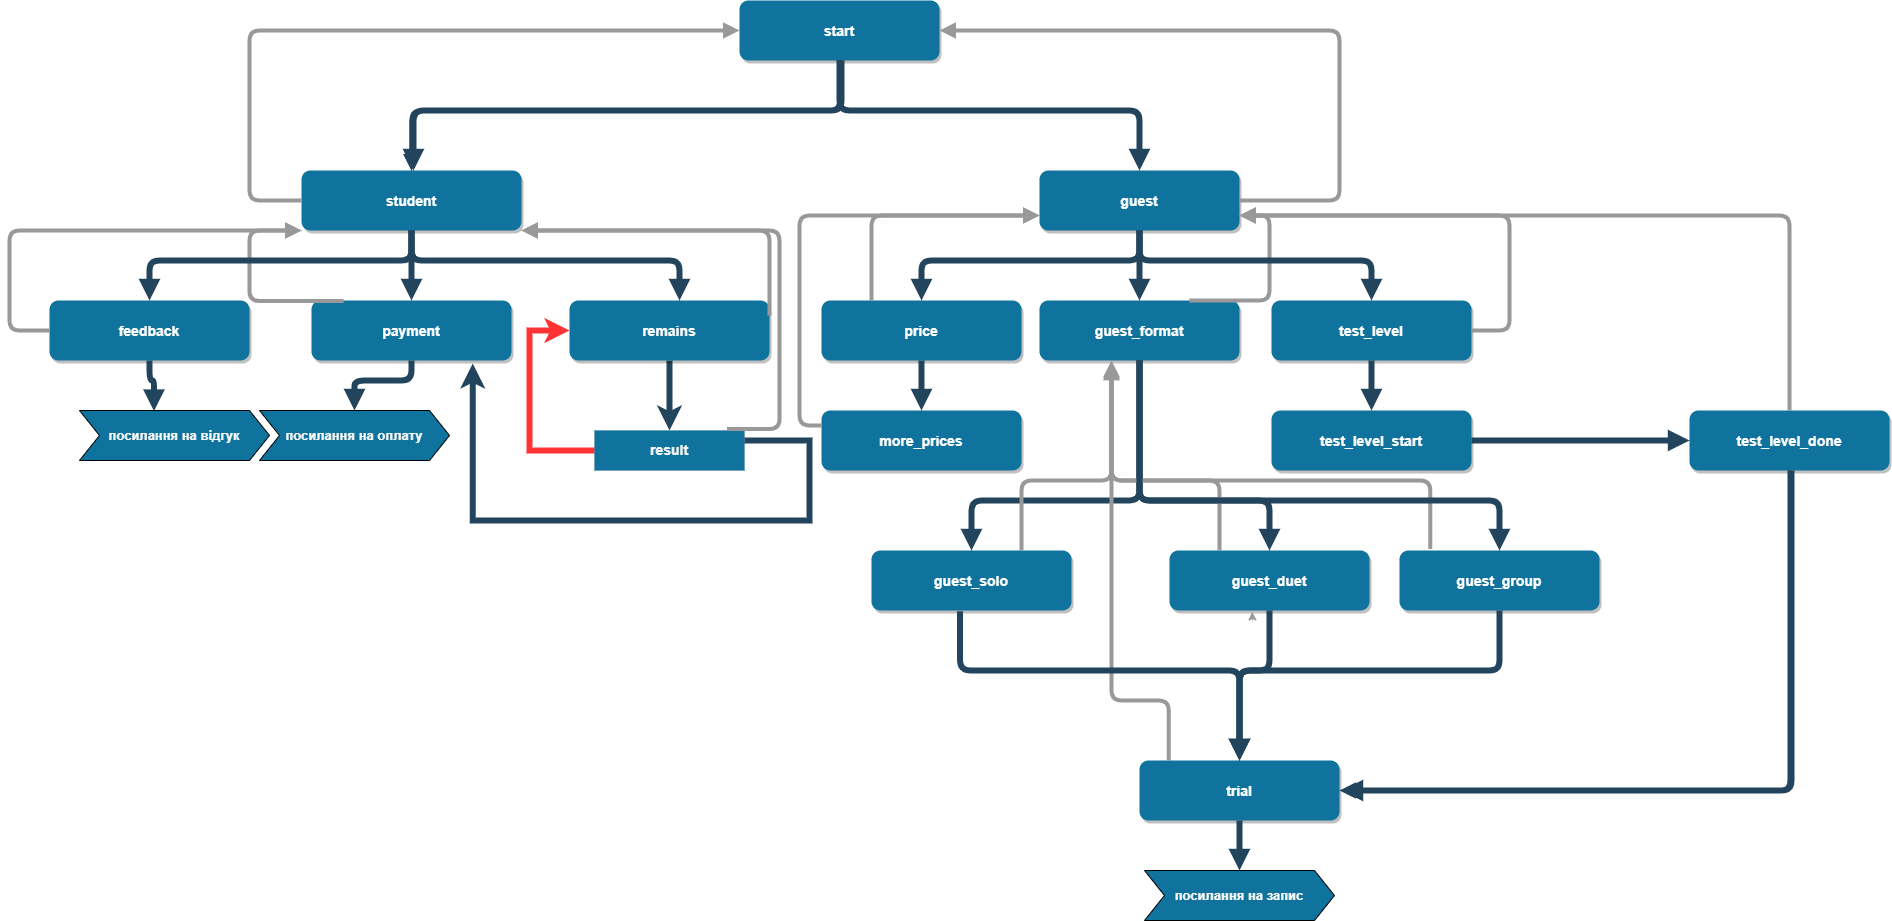 start
student
guest
feedback
payment
remains
price
guest_format
test_level
посилання на відгук
посилання на оплату
result
more_prices
test_level_start
test_level_done
guest_solo
guest_duet
guest_group
trial
посилання на запис